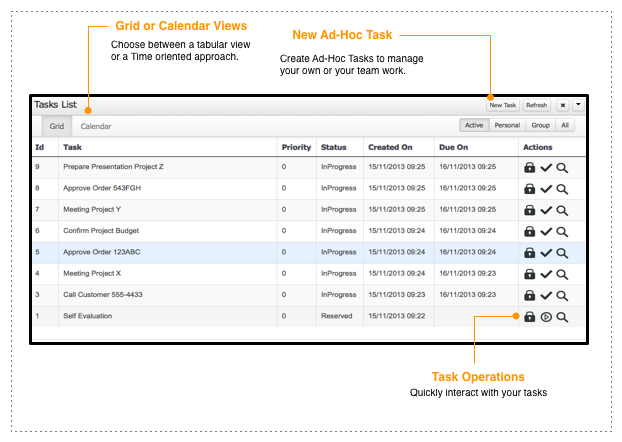 Grid or Calendar Views
Choose between a tabular view
or a Time oriented approach.
New Ad-Hoc Task
Create Ad-Hoc Tasks to manage
your own or your team work.
Tasks List
New Task Refresh
Grid Calendar
Active Personal Group All
Id Task Priority Status Created On Due On Actions
9 Prepare Presentation Project Z 0 InProgress 15/11/2013 09:25 16/11/2013 09:25
8 Approve Order 543FGH 0 InProgress 15/11/2013 09:25 16/11/2013 09:25
7 Meeting Project Y 0 InProgress 15/11/2013 09:25 16/11/2013 09:25
6 Confirm Project Budget 0 InProgress 15/11/2013 09:24 16/11/2013 09:24
5 Approve Order 123ABC 0 InProgress 15/11/2013 09:24 16/11/2013 09:24
4 Meeting Project X 0 InProgress 15/11/2013 09:24 16/11/2013 09:23
3 Call Customer 555-4433 0 InProgress 15/11/2013 09:23 16/11/2013 09:23
1 Self Evaluation 0 Reserved 15/11/2013 09:22
Task Operations
Quickly interact with your tasks